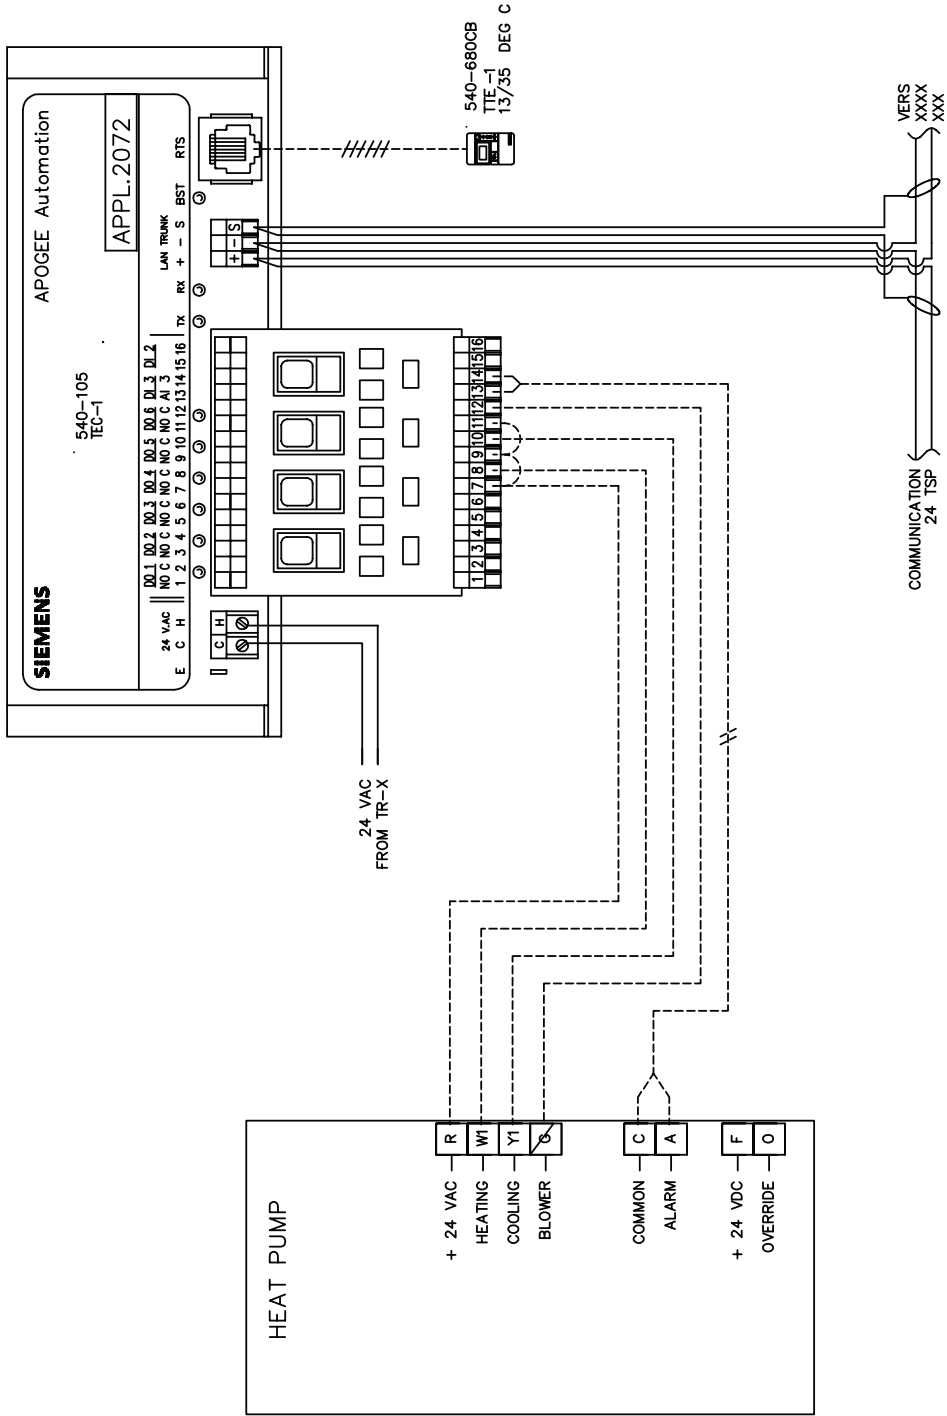 SIEMENS
540-105
TEC-1
APOGEE Automation
APPL.2072
24 V.AC
E C H
DO 1 DO 2 DO 3 DO 4 DO 5 DO 6 DI 3 DI 2
NO C NO C NO C NO C NO C NO C AI 3
1 2 3 4 5 6 7 8 9 10 11 12 13 14 15 16
LAN TRUNK
TX RX + - S BST RTS
C H
+ - S
1 2 3 4 5 6 7 8 9 10 11 12 13 14 15 16
540-680CB
TTE-1
13/35 DEG C
24 VAC
FROM TR-X
VERS
XXXX
XXX
COMMUNICATION
24 TSP
HEAT PUMP
+ 24 VAC R
HEATING W1
COOLING Y1
BLOWER G
COMMON C
ALARM A
+ 24 VDC F
OVERRIDE O